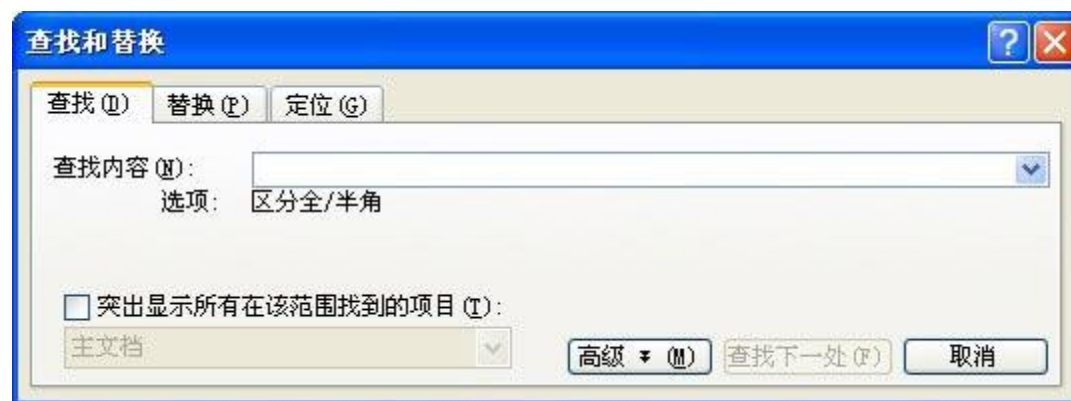 查找和替换
查找(D) 替换(P) 定位(G)
查找内容(N):
选项: 区分全/半角
突出显示所有在该范围找到的项目(T):
主文档
高级 (M) 查找下一处(F) 取消